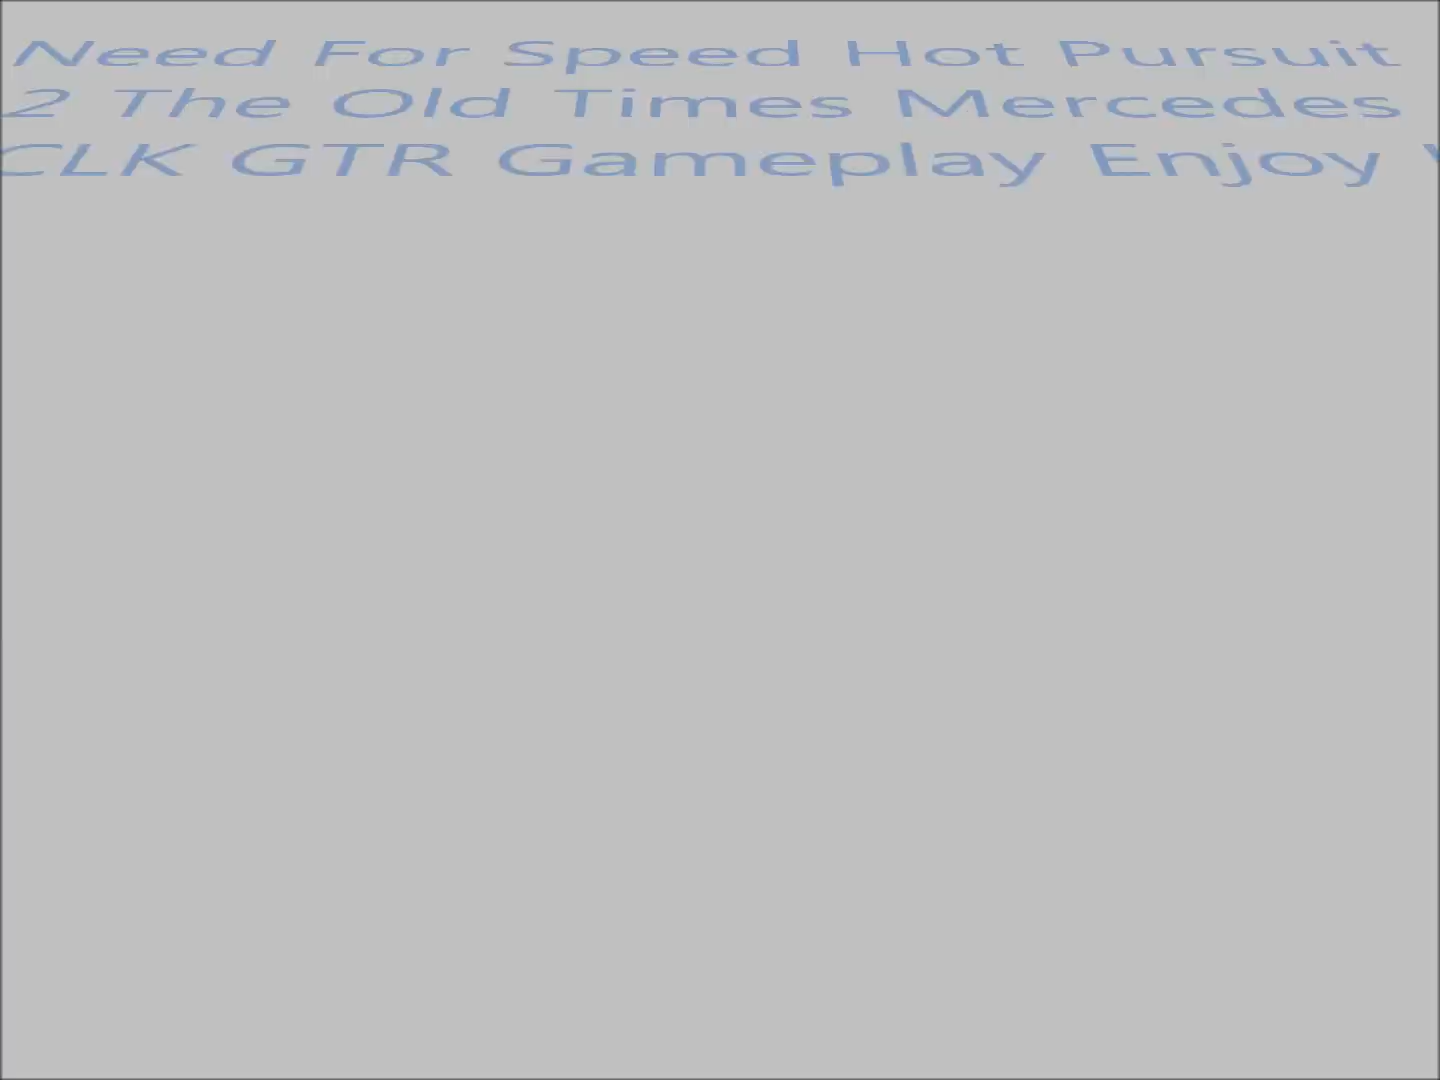 Need For Speed Hot Pursuit
2 The Old Times Mercedes
CLK GTR Gameplay Enjoy